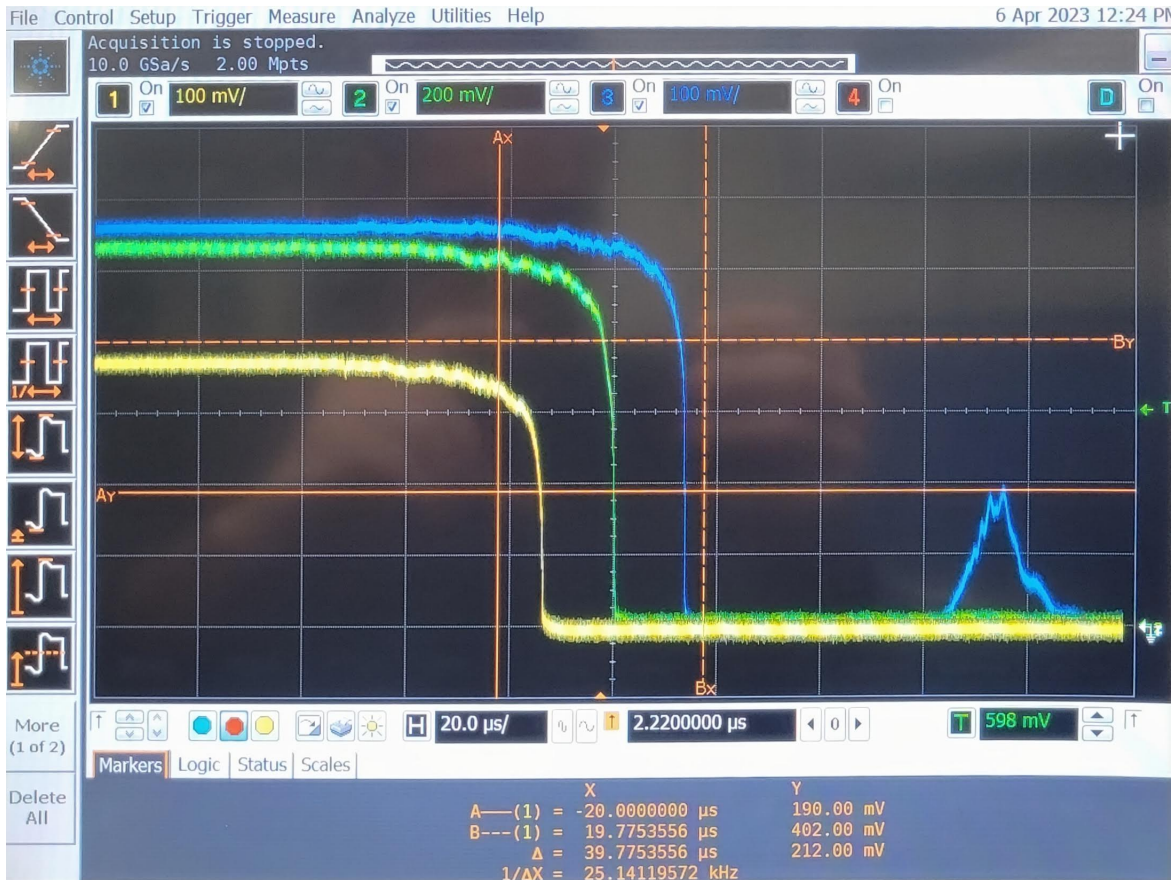 File Control Setup Trigger Measure Analyze Utilities Help 6 Apr 2023 12:24 PM
Acquisition is stopped.
10.0 GSa/s 2.00 Mpts
1 On 100 mV/ 2 On 200 mV/ 3 On 100 mV/ 4 On D On
Ax
By
T
Ay
Bx
1/
More
(1 of 2)
Delete
All
H 20.0 µs/ 2.2200000 µs 0 T 598 mV
Markers Logic Status Scales
X Y
A——(1) = -20.0000000 µs 190.00 mV
B---(1) = 19.7753556 µs 402.00 mV
Δ = 39.7753556 µs 212.00 mV
1/ΔX = 25.14119572 kHz